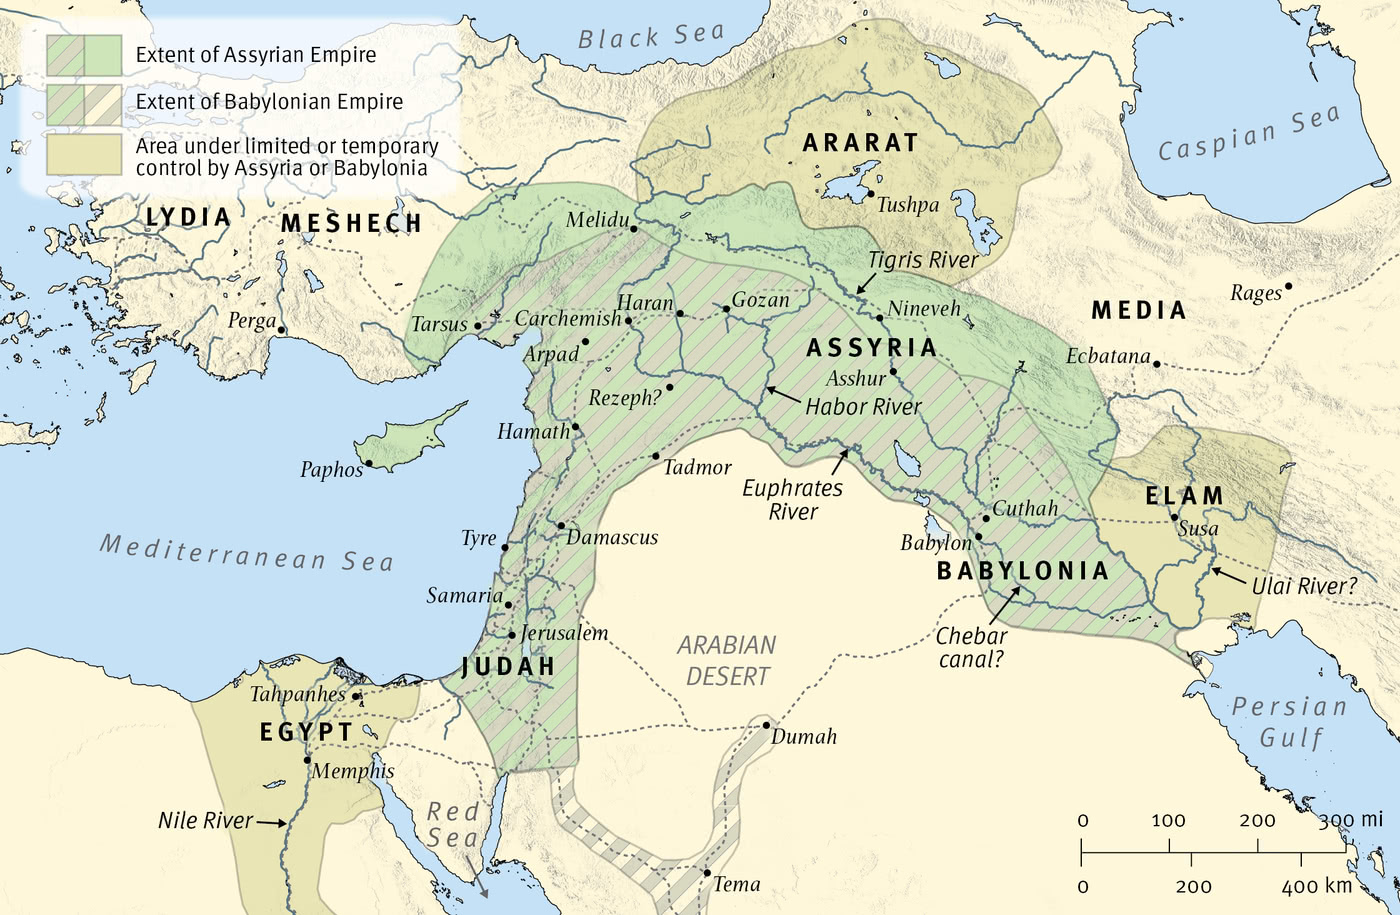 Extent of Assyrian Empire
Extent of Babylonian Empire
Area under limited or temporary
control by Assyria or Babylonia
Black Sea
Caspian Sea
ARARAT
Tushpa
LYDIA
MESHECH
Melidu
Tigris River
Rages
MEDIA
Perga
Tarsus
Carchemish
Haran
Gozan
Nineveh
Arpad
ASSYRIA
Ecbatana
Asshur
Rezeph?
Habor River
Hamath
Paphos
Tadmor
Euphrates
River
ELAM
Cuthah
Susa
Mediterranean Sea
Tyre
Damascus
Babylon
BABYLONIA
Ulai River?
Samaria
Jerusalem
Chebar
canal?
ARABIAN
DESERT
JUDAH
Tahpanhes
EGYPT
Persian
Gulf
Dumah
Memphis
Nile River
Red
Sea
Tema
0 100 200 300 mi
0 200 400 km